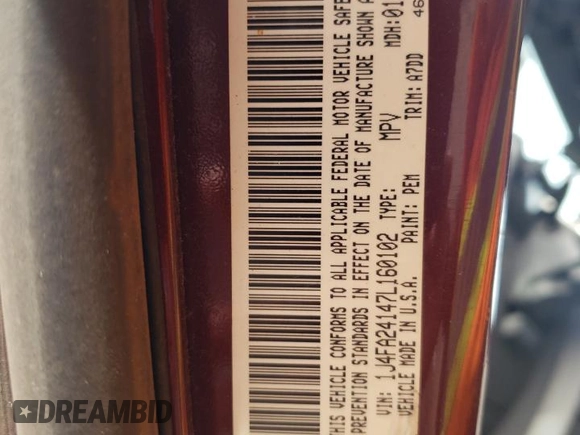 THIS VEHICLE CONFORMS TO ALL APPLICABLE FEDERAL MOTOR VEHICLE SAFE
PREVENTION STANDARDS IN EFFECT ON THE DATE OF MANUFACTURE SHOWN A
VIN: 1J4FA24147L160102 TYPE: MPV MDH:01
VEHICLE MADE IN U.S.A. PAINT: PEM TRIM: A7DD 46
DREAMBID